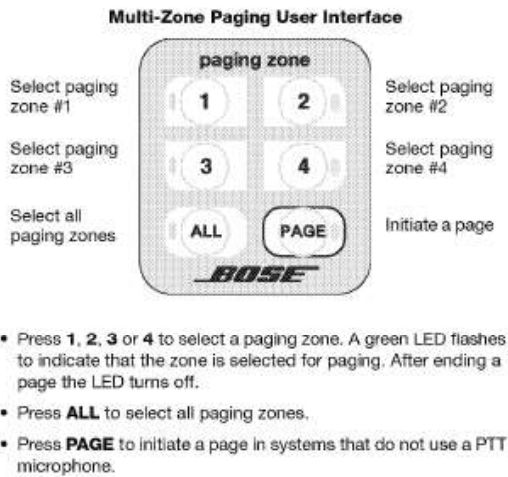 Multi-Zone Paging User Interface
paging zone
Select paging
zone #1
1
2
Select paging
zone #2
Select paging
zone #3
3
4
Select paging
zone #4
Select all
paging zones
ALL
PAGE
Initiate a page
BOSE
• Press 1, 2, 3 or 4 to select a paging zone. A green LED flashes
to indicate that the zone is selected for paging. After ending a
page the LED turns off.
• Press ALL to select all paging zones.
• Press PAGE to initiate a page in systems that do not use a PTT
microphone.